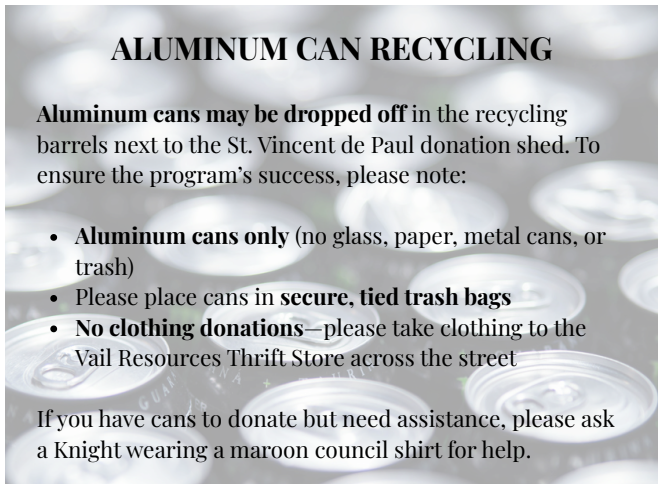 ALUMINUM CAN RECYCLING
Aluminum cans may be dropped off in the recycling
barrels next to the St. Vincent de Paul donation shed. To
ensure the program's success, please note:
• Aluminum cans only (no glass, paper, metal cans, or
trash)
• Please place cans in secure, tied trash bags
• No clothing donations—please take clothing to the
Vail Resources Thrift Store across the street
If you have cans to donate but need assistance, please ask
a Knight wearing a maroon council shirt for help.